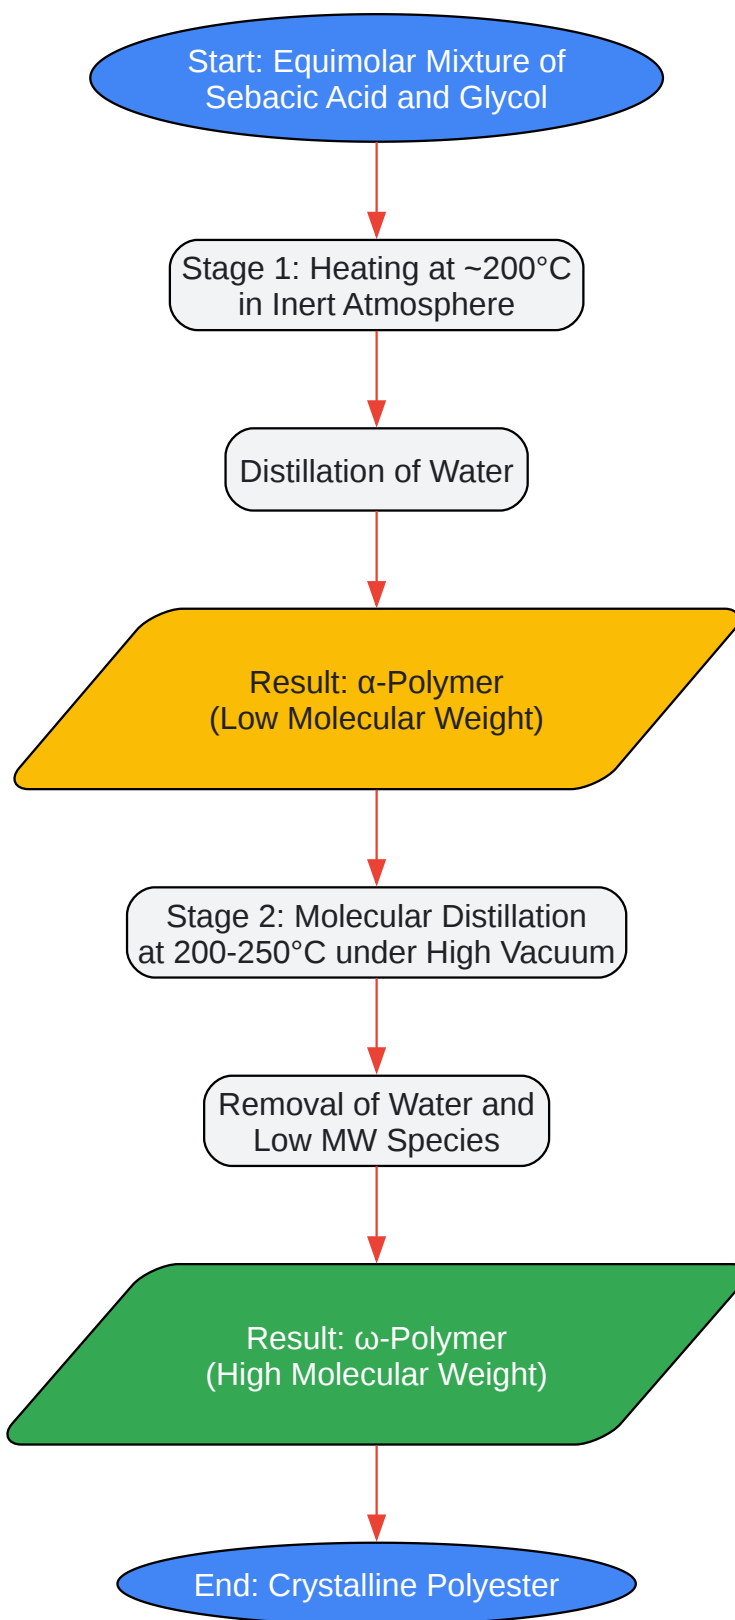 Start: Equimolar Mixture of
Sebacic Acid and Glycol
Stage 1: Heating at ~200°C
in Inert Atmosphere
Distillation of Water
Result: α-Polymer
(Low Molecular Weight)
Stage 2: Molecular Distillation
at 200-250°C under High Vacuum
Removal of Water and
Low MW Species
Result: ω-Polymer
(High Molecular Weight)
End: Crystalline Polyester